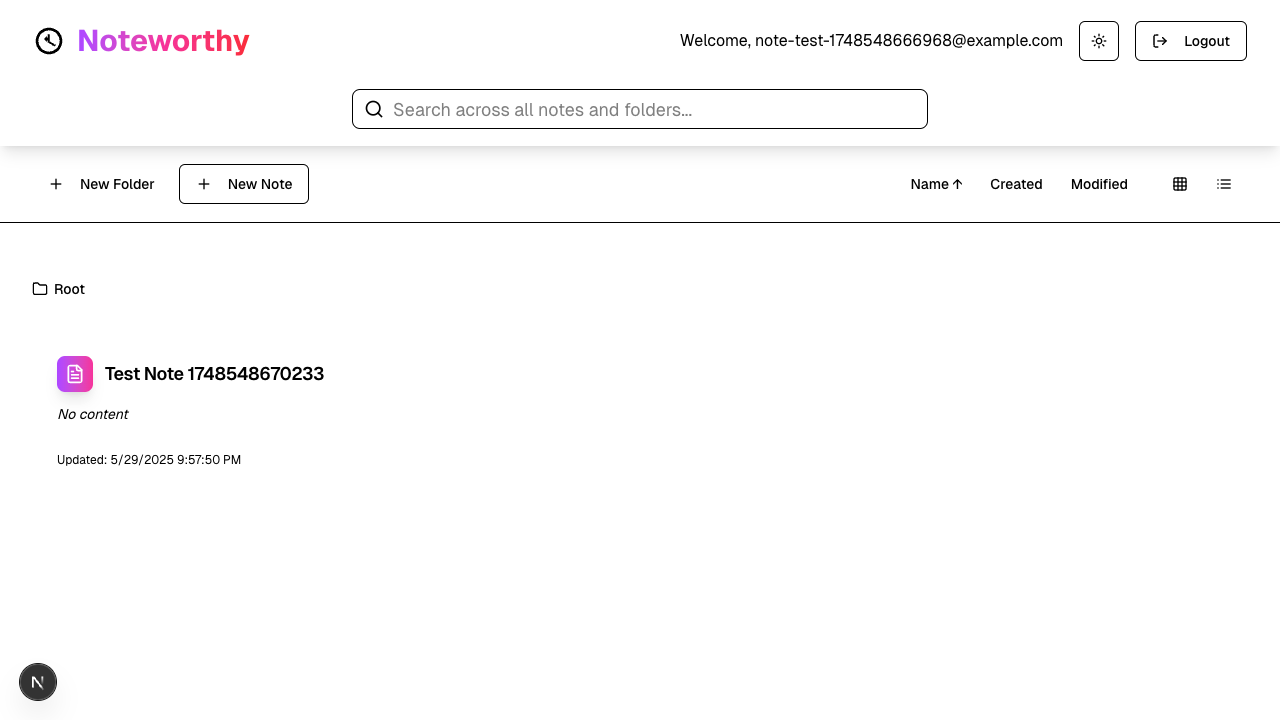 Noteworthy
Welcome, note-test-1748548666968@example.com
Logout
Search across all notes and folders...
New Folder
New Note
Name ↑
Created
Modified
Root
Test Note 1748548670233
No content
Updated: 5/29/2025 9:57:50 PM
N